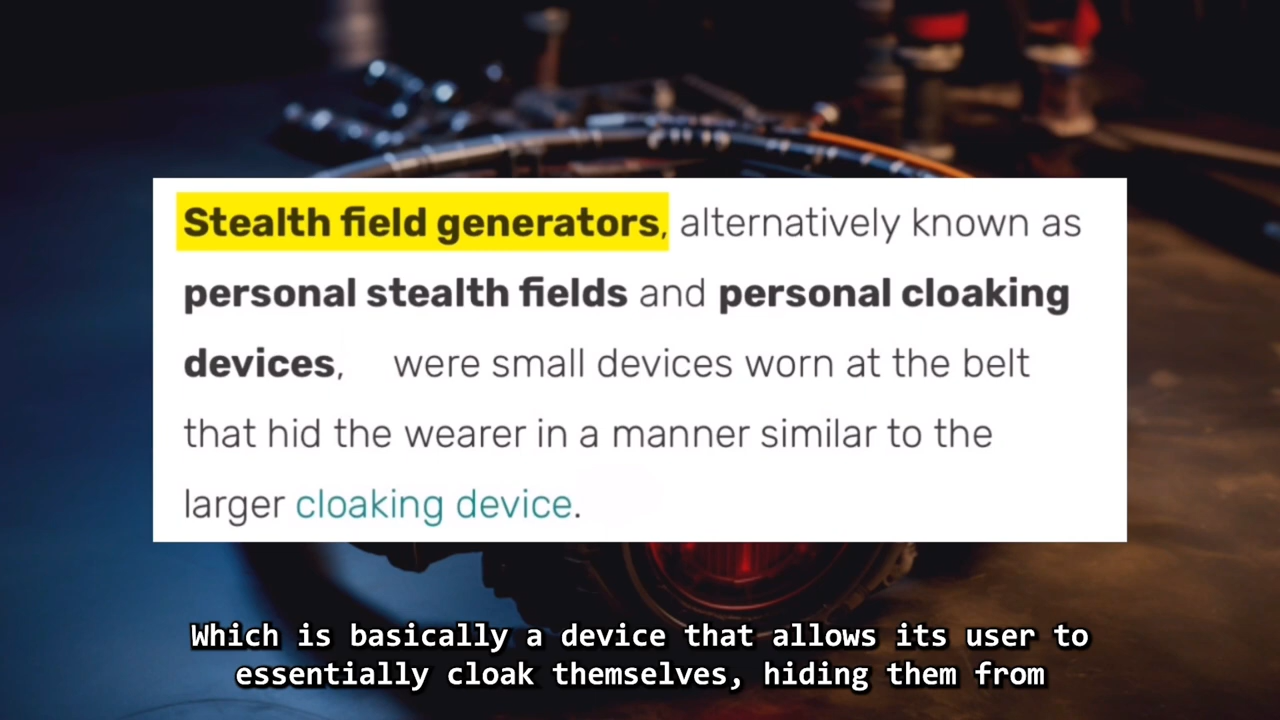 Stealth field generators, alternatively known as
personal stealth fields and personal cloaking
devices, were small devices worn at the belt
that hid the wearer in a manner similar to the
larger cloaking device.
Which is basically a device that allows its user to
essentially cloak themselves, hiding them from